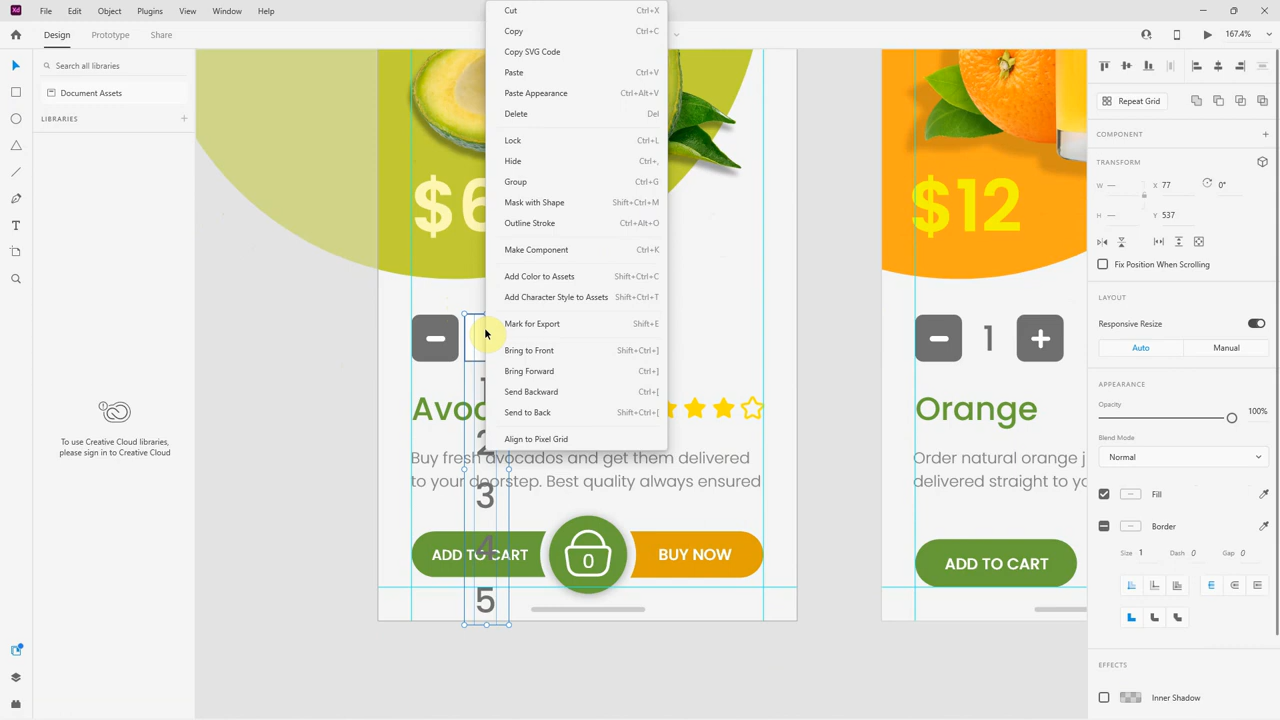 Xd File Edit Object Plugins View Window Help
Design Prototype Share 167.4%
Search all libraries
Document Assets
LIBRARIES
To use Creative Cloud libraries,
please sign in to Creative Cloud
Cut Ctrl+X
Copy Ctrl+C
Copy SVG Code
Paste Ctrl+V
Paste Appearance Ctrl+Alt+V
Delete Del
Lock Ctrl+L
Hide Ctrl+,
Group Ctrl+G
Mask with Shape Shift+Ctrl+M
Outline Stroke Ctrl+Alt+O
Make Component Ctrl+K
Add Color to Assets Shift+Ctrl+C
Add Character Style to Assets Shift+Ctrl+T
Mark for Export Shift+E
Bring to Front Shift+Ctrl+]
Bring Forward Ctrl+]
Send Backward Ctrl+[
Send to Back Shift+Ctrl+[
Align to Pixel Grid
$6
Avoc
2
3
4
5
Buy fresh avocados and get them delivered
to your doorstep. Best quality always ensured
ADD TO CART
0
BUY NOW
$12
1
Orange
Order natural orange j
delivered straight to yo
ADD TO CART
Repeat Grid
COMPONENT
TRANSFORM
W — X 77 0°
H — Y 537
Fix Position When Scrolling
LAYOUT
Responsive Resize
Auto Manual
APPEARANCE
Opacity
100%
Blend Mode
Normal
Fill
Border
Size 1 Dash 0 Gap 0
EFFECTS
Inner Shadow